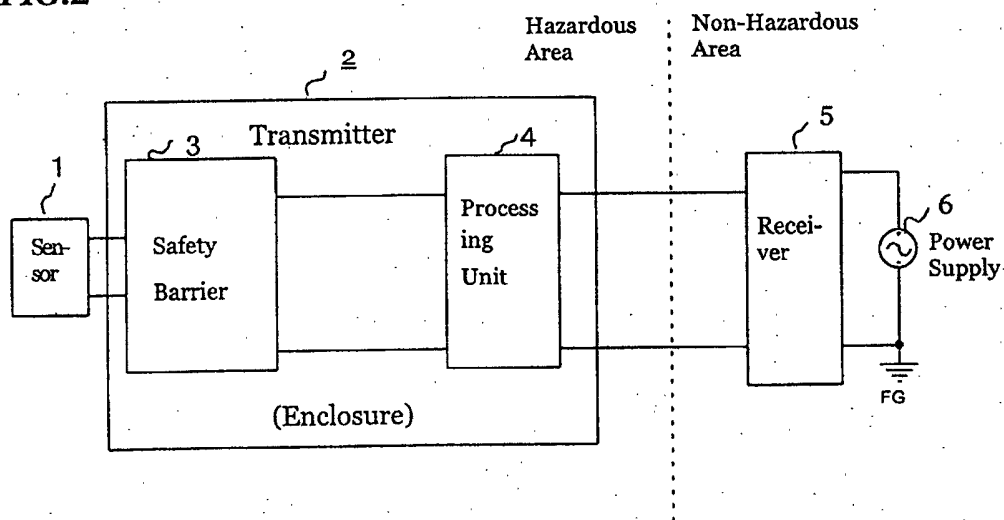 FIG.2
Hazardous
Area
Non-Hazardous
Area
2
Transmitter
1
3
4
5
6
Sen-
sor
Safety
Barrier
Process
ing
Unit
Recei-
ver
Power
Supply
(Enclosure)
FG